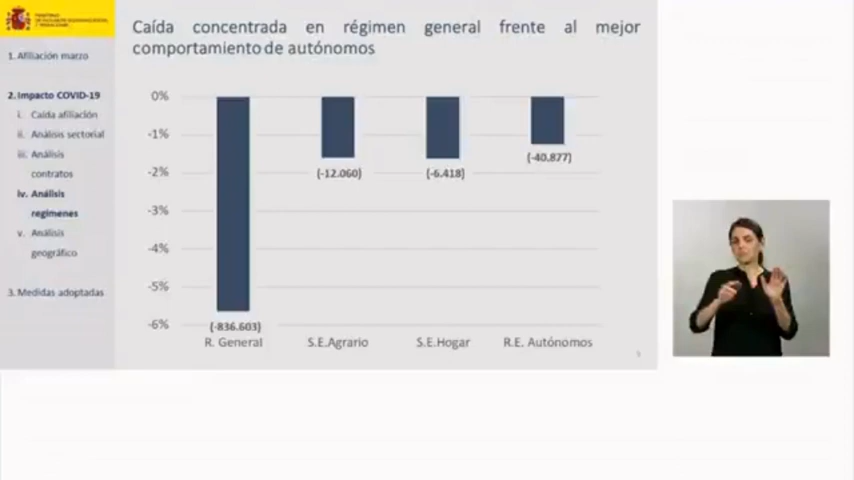 1. Afiliación marzo
2. Impacto COVID-19
i. Caída afiliación
ii. Análisis sectorial
iii. Análisis
contratos
iv. Análisis
regímenes
v. Análisis
geográfico
3. Medidas adoptadas
Caída concentrada en régimen general frente al mejor
comportamiento de autónomos
0%
-1%
-2%
-3%
-4%
-5%
-6%
(-836.603)
(-12.060)
(-6.418)
(-40.877)
R. General
S.E.Agrario
S.E.Hogar
R.E. Autónomos